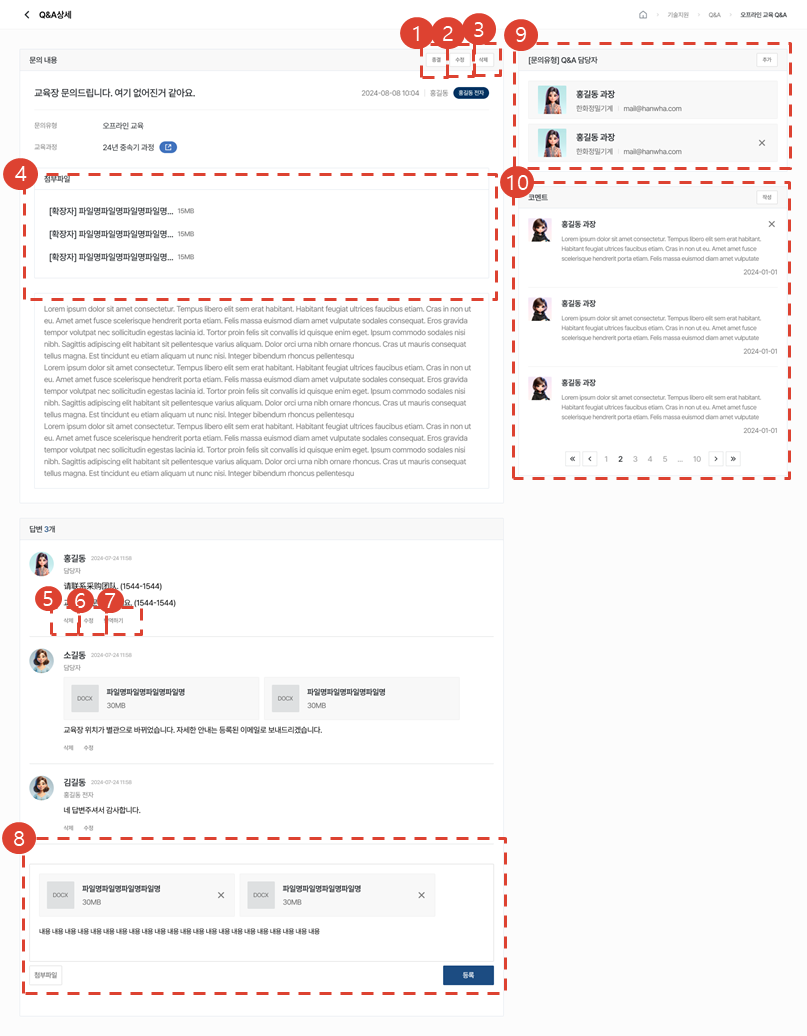 Q&A상세
기술지원
Q&A
오프라인 교육 Q&A
1
2
3
문의 내용
종결
수정
삭제
교육장 문의드립니다. 여기 없어진거 같아요.
2024-08-08 10:04
홍길동
홍길동 전자
문의유형
오프라인 교육
교육과정
24년 중속기 과정
4
첨부파일
[확장자] 파일명파일명파일명파일명... 15MB
[확장자] 파일명파일명파일명파일명... 15MB
[확장자] 파일명파일명파일명파일명... 15MB
Lorem ipsum dolor sit amet consectetur. Tempus libero elit sem erat habitant. Habitant feugiat ultrices faucibus etiam. Cras in non ut
eu. Amet amet fusce scelerisque hendrerit porta etiam. Felis massa euismod diam amet vulputate sodales consequat. Eros gravida
tempor volutpat nec sollicitudin egestas lacinia id. Tortor proin felis sit convallis id quisque enim eget. Ipsum commodo sodales nisi
nibh. Sagittis adipiscing elit habitant sit pellentesque varius aliquam. Dolor orci urna nibh ornare rhoncus. Cras ut mauris consequat
tellus magna. Est tincidunt eu etiam aliquam ut nunc nisi. Integer bibendum rhoncus pellentesqu
Lorem ipsum dolor sit amet consectetur. Tempus libero elit sem erat habitant. Habitant feugiat ultrices faucibus etiam. Cras in non ut
eu. Amet amet fusce scelerisque hendrerit porta etiam. Felis massa euismod diam amet vulputate sodales consequat. Eros gravida
tempor volutpat nec sollicitudin egestas lacinia id. Tortor proin felis sit convallis id quisque enim eget. Ipsum commodo sodales nisi
nibh. Sagittis adipiscing elit habitant sit pellentesque varius aliquam. Dolor orci urna nibh ornare rhoncus. Cras ut mauris consequat
tellus magna. Est tincidunt eu etiam aliquam ut nunc nisi. Integer bibendum rhoncus pellentesqu
Lorem ipsum dolor sit amet consectetur. Tempus libero elit sem erat habitant. Habitant feugiat ultrices faucibus etiam. Cras in non ut
eu. Amet amet fusce scelerisque hendrerit porta etiam. Felis massa euismod diam amet vulputate sodales consequat. Eros gravida
tempor volutpat nec sollicitudin egestas lacinia id. Tortor proin felis sit convallis id quisque enim eget. Ipsum commodo sodales nisi
nibh. Sagittis adipiscing elit habitant sit pellentesque varius aliquam. Dolor orci urna nibh ornare rhoncus. Cras ut mauris consequat
tellus magna. Est tincidunt eu etiam aliquam ut nunc nisi. Integer bibendum rhoncus pellentesqu
답변 3개
홍길동 2024-07-24 11:58
담당자
请联系采购团队. (1544-1544)
(1544-1544)
5
6
7
삭제
수정
소길동 2024-07-24 11:58
담당자
DOCX
파일명파일명파일명파일명
30MB
DOCX
파일명파일명파일명파일명
30MB
교육장 위치가 별관으로 바뀌었습니다. 자세한 안내는 등록된 이메일로 보내드리겠습니다.
삭제 수정
김길동 2024-07-24 11:58
홍길동 전자
네 답변주셔서 감사합니다.
삭제 수정
8
DOCX
파일명파일명파일명파일명
30MB
DOCX
파일명파일명파일명파일명
30MB
내용 내용 내용 내용 내용 내용 내용 내용 내용 내용 내용 내용 내용 내용 내용 내용 내용 내용 내용 내용 내용 내용
첨부파일
등록
9
[문의유형] Q&A 담당자
추가
홍길동 과장
한화정밀기계 mail@hanwha.com
홍길동 과장
한화정밀기계 mail@hanwha.com
10
코멘트
작성
홍길동 과장
Lorem ipsum dolor sit amet consectetur. Tempus libero elit sem erat habitant.
Habitant feugiat ultrices faucibus etiam. Cras in non ut eu. Amet amet fusce
scelerisque hendrerit porta etiam. Felis massa euismod diam amet vulputate
2024-01-01
홍길동 과장
Lorem ipsum dolor sit amet consectetur. Tempus libero elit sem erat habitant.
Habitant feugiat ultrices faucibus etiam. Cras in non ut eu. Amet amet fusce
scelerisque hendrerit porta etiam. Felis massa euismod diam amet vulputate
2024-01-01
홍길동 과장
Lorem ipsum dolor sit amet consectetur. Tempus libero elit sem erat habitant.
Habitant feugiat ultrices faucibus etiam. Cras in non ut eu. Amet amet fusce
scelerisque hendrerit porta etiam. Felis massa euismod diam amet vulputate
2024-01-01
« ‹ 1 2 3 4 5 ... 10 › »